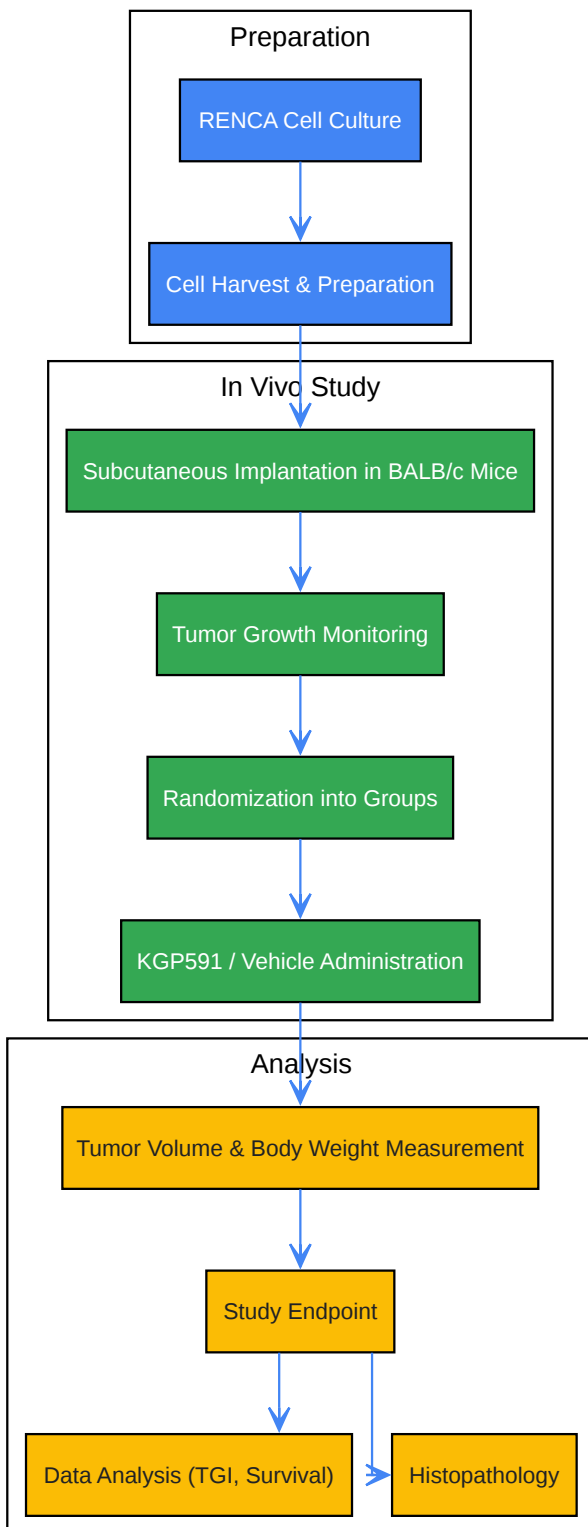 Preparation
RENCA Cell Culture
Cell Harvest & Preparation
In Vivo Study
Subcutaneous Implantation in BALB/c Mice
Tumor Growth Monitoring
Randomization into Groups
KGP591 / Vehicle Administration
Analysis
Tumor Volume & Body Weight Measurement
Study Endpoint
Data Analysis (TGI, Survival)
Histopathology